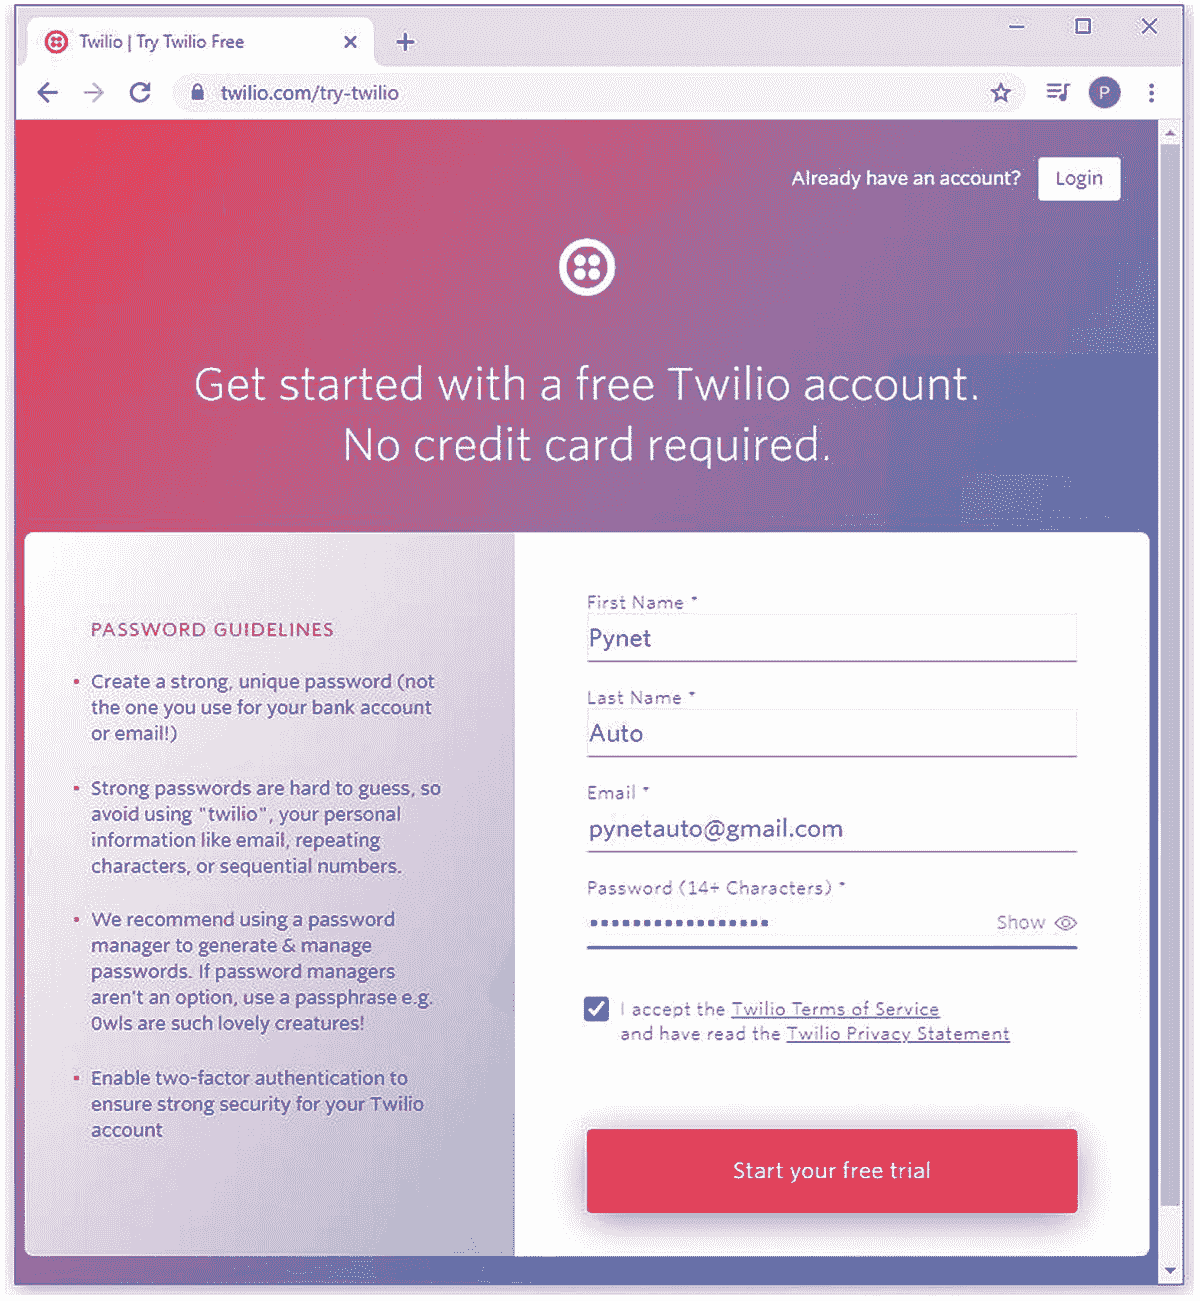 Twilio | Try Twilio Free
twilio.com/try-twilio
P
Already have an account?
Login
Get started with a free Twilio account.
No credit card required.
PASSWORD GUIDELINES
• Create a strong, unique password (not
the one you use for your bank account
or email!)
• Strong passwords are hard to guess, so
avoid using "twilio", your personal
information like email, repeating
characters, or sequential numbers.
• We recommend using a password
manager to generate & manage
passwords. If password managers
aren't an option, use a passphrase e.g.
0wls are such lovely creatures!
• Enable two-factor authentication to
ensure strong security for your Twilio
account
First Name *
Pynet
Last Name *
Auto
Email *
pynetauto@gmail.com
Password (14+ Characters) *
Show
I accept the Twilio Terms of Service
and have read the Twilio Privacy Statement
Start your free trial